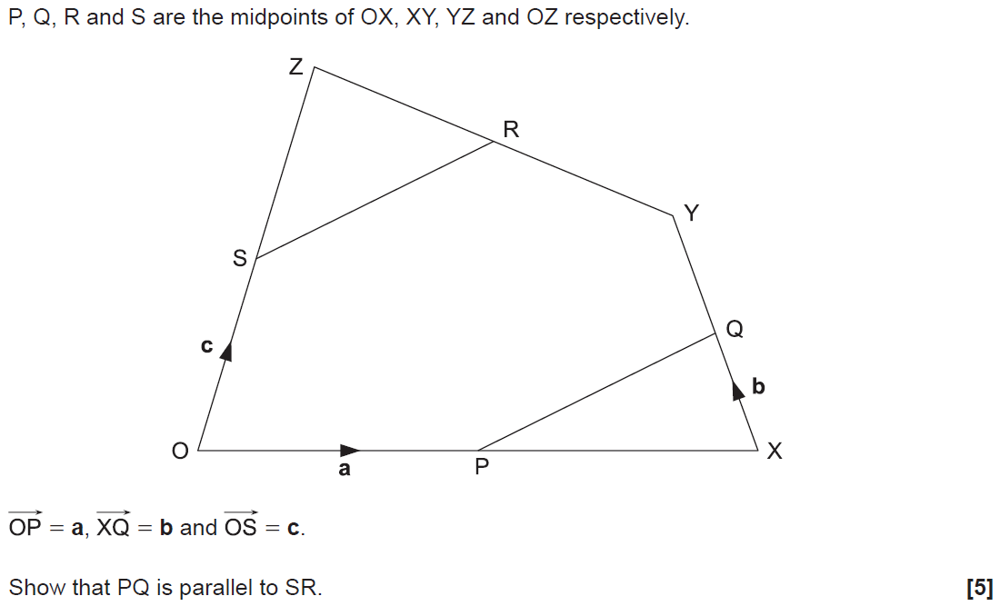 P, Q, R and S are the midpoints of OX, XY, YZ and OZ respectively.
Z
R
Y
S
Q
c
b
O
X
a
P
OP = a, XQ = b and OS = c.
Show that PQ is parallel to SR.
[5]